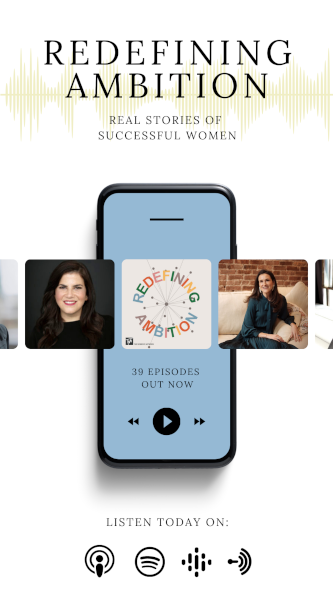 REDEFINING
AMBITION
REAL STORIES OF
SUCCESSFUL WOMEN
REDEFINING
AMBITION
39 EPISODES
OUT NOW
LISTEN TODAY ON: